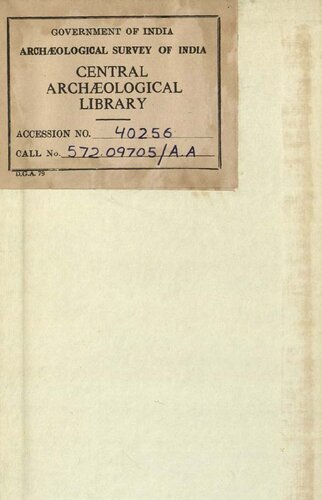 GOVERNMENT OF INDIA
ARCHÆOLOGICAL SURVEY OF INDIA
CENTRAL
ARCHÆOLOGICAL
LIBRARY
ACCESSION NO. 40256
CALL No. 572.09705/A.A
D.G.A. 79